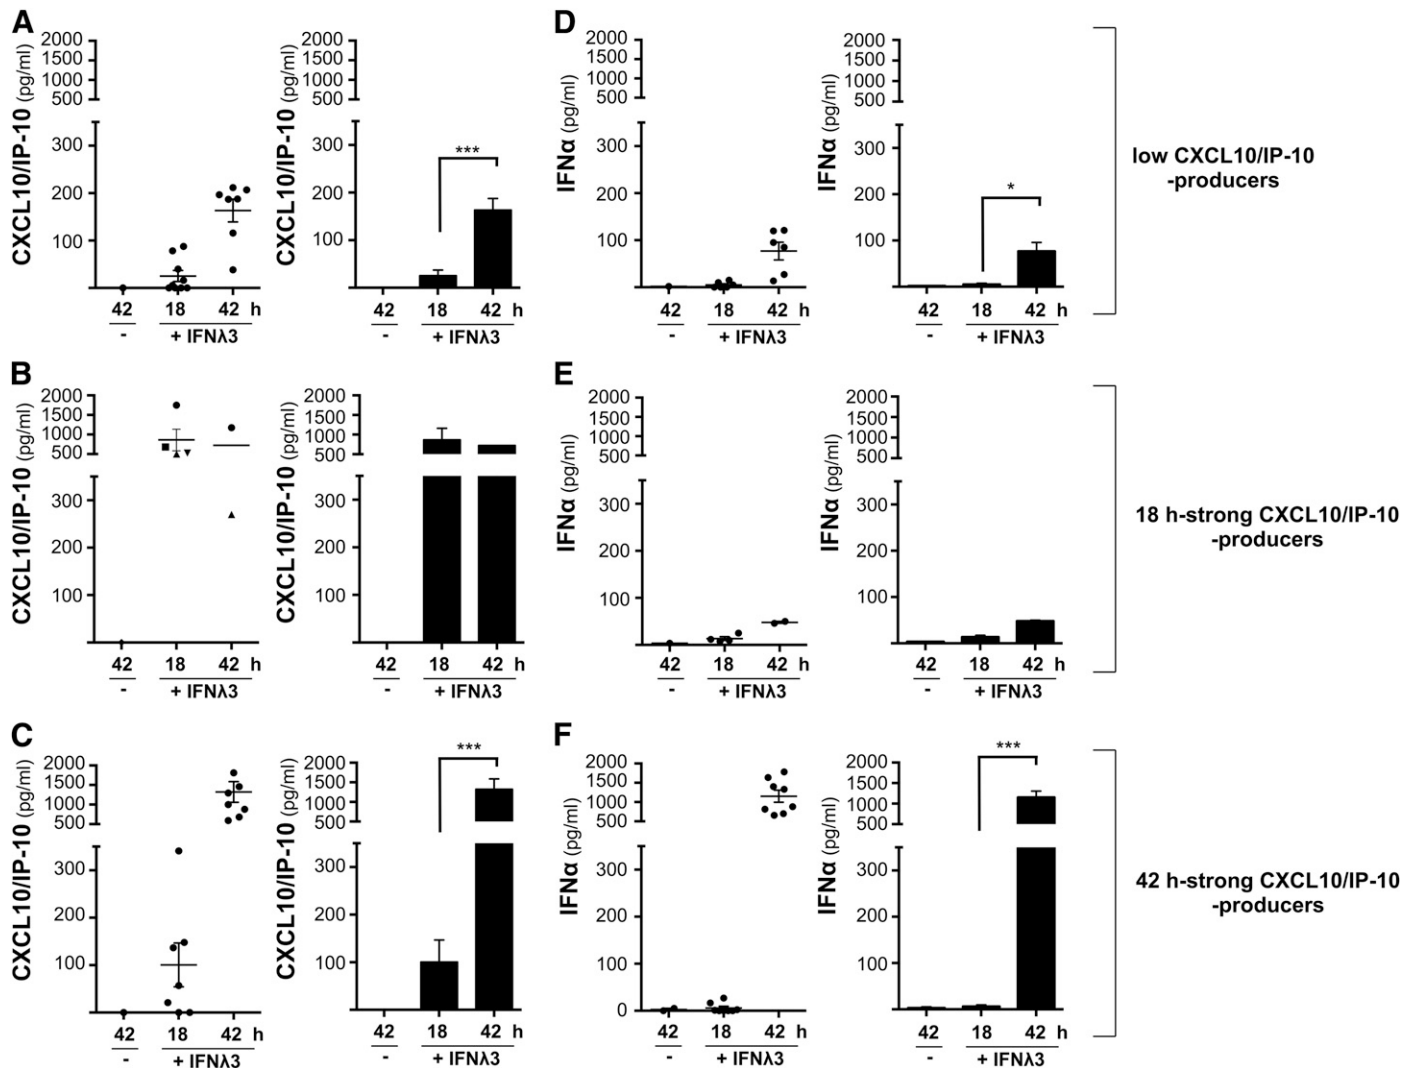 A
CXCL10/IP-10 (pg/ml)
2000
1500
1000
500
300
200
100
42 18 42 h
- + IFNλ3
CXCL10/IP-10 (pg/ml)
2000
1500
1000
500
300
200
100
***
42 18 42 h
- + IFNλ3
D
IFNα (pg/ml)
2000
1500
1000
500
300
200
100
42 18 42 h
- + IFNλ3
IFNα (pg/ml)
2000
1500
1000
500
300
200
100
*
42 18 42 h
- + IFNλ3
low CXCL10/IP-10
-producers
B
CXCL10/IP-10 (pg/ml)
2000
1500
1000
500
300
200
100
42 18 42 h
- + IFNλ3
CXCL10/IP-10 (pg/ml)
2000
1500
1000
500
300
200
100
42 18 42 h
- + IFNλ3
E
IFNα (pg/ml)
2000
1500
1000
500
300
200
100
42 18 42 h
- + IFNλ3
IFNα (pg/ml)
2000
1500
1000
500
300
200
100
42 18 42 h
- + IFNλ3
18 h-strong CXCL10/IP-10
-producers
C
CXCL10/IP-10 (pg/ml)
2000
1500
1000
500
300
200
100
42 18 42 h
- + IFNλ3
CXCL10/IP-10 (pg/ml)
2000
1500
1000
500
300
200
100
***
42 18 42 h
- + IFNλ3
F
IFNα (pg/ml)
2000
1500
1000
500
300
200
100
0
42 18 42 h
- + IFNλ3
IFNα (pg/ml)
2000
1500
1000
500
300
200
100
***
42 18 42 h
- + IFNλ3
42 h-strong CXCL10/IP-10
-producers